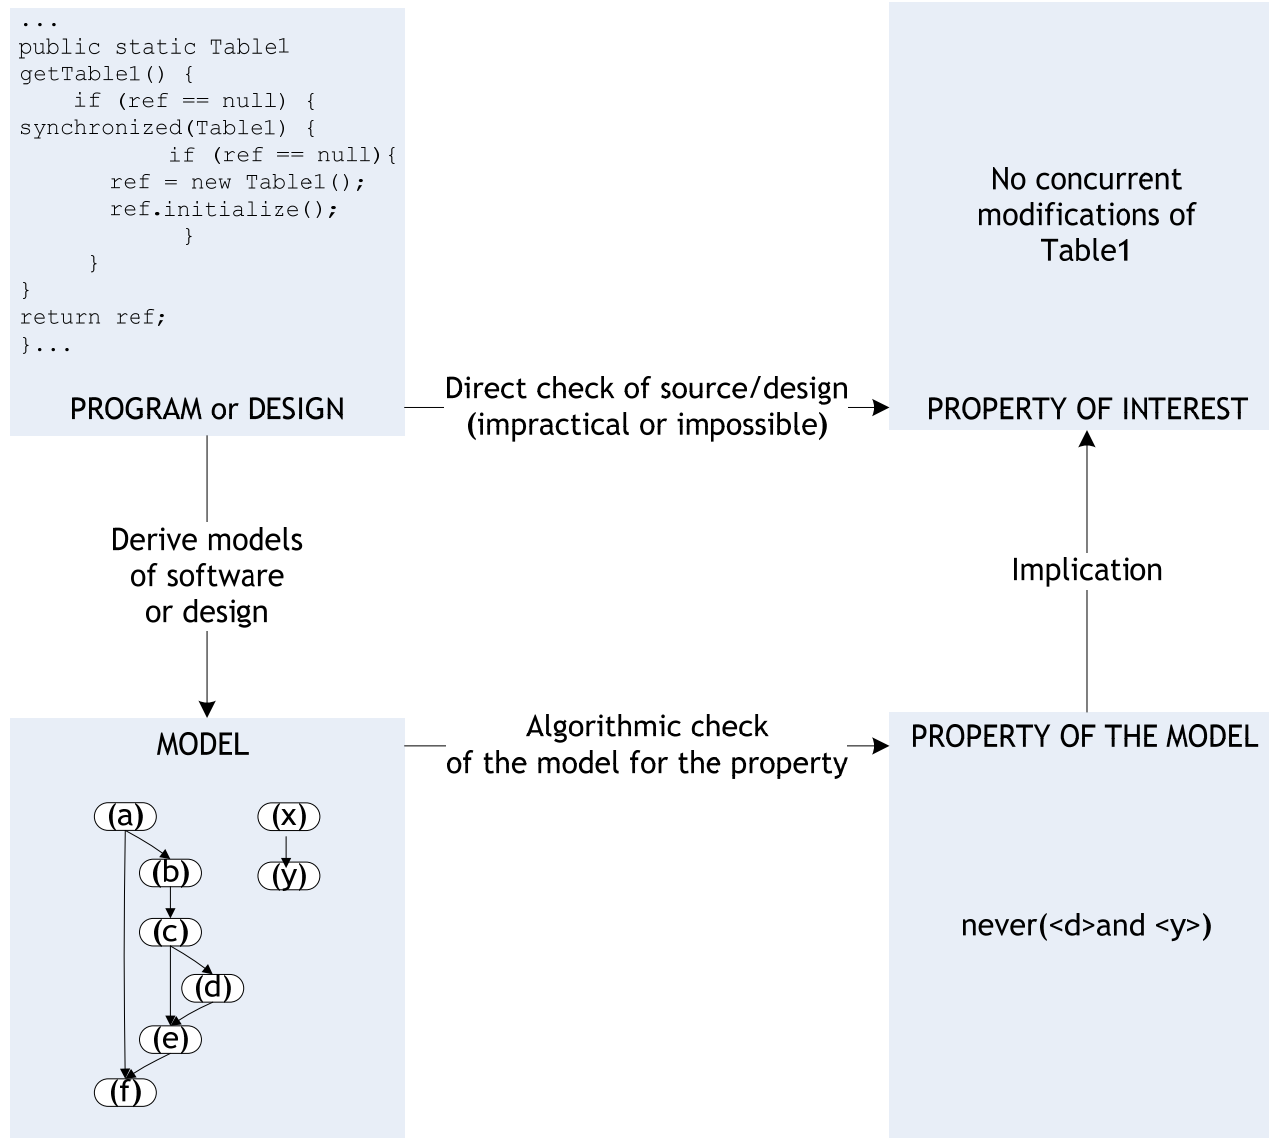 ...
public static Table1
getTable1() {
if (ref == null) {
synchronized(Table1) {
if (ref == null){
ref = new Table1();
ref.initialize();
}
}
}
return ref;
}...
PROGRAM or DESIGN
Direct check of source/design
(impractical or impossible)
No concurrent
modifications of
Table1
PROPERTY OF INTEREST
Derive models
of software
or design
Implication
MODEL
(a)
(x)
(b)
(y)
(c)
(d)
(e)
(f)
Algorithmic check
of the model for the property
PROPERTY OF THE MODEL
never(<d>and <y>)